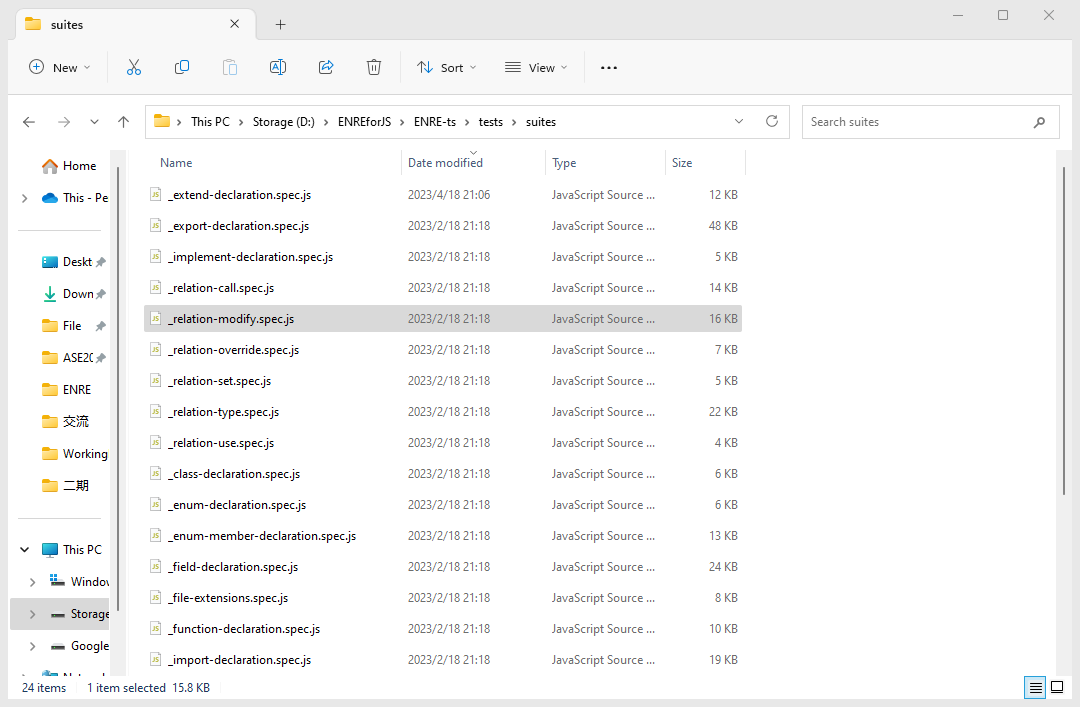 suites
New
Sort
View
This PC
Storage (D:)
ENREforJS
ENRE-ts
tests
suites
Search suites
Home
This - Pe
Deskt
Down
File
ASE20
ENRE
交流
Working
二期
This PC
Window
Storage
Google
Name Date modified Type Size
_extend-declaration.spec.js 2023/4/18 21:06 JavaScript Source ... 12 KB
_export-declaration.spec.js 2023/2/18 21:18 JavaScript Source ... 48 KB
_implement-declaration.spec.js 2023/2/18 21:18 JavaScript Source ... 5 KB
_relation-call.spec.js 2023/2/18 21:18 JavaScript Source ... 14 KB
_relation-modify.spec.js 2023/2/18 21:18 JavaScript Source ... 16 KB
_relation-override.spec.js 2023/2/18 21:18 JavaScript Source ... 7 KB
_relation-set.spec.js 2023/2/18 21:18 JavaScript Source ... 5 KB
_relation-type.spec.js 2023/2/18 21:18 JavaScript Source ... 22 KB
_relation-use.spec.js 2023/2/18 21:18 JavaScript Source ... 4 KB
_class-declaration.spec.js 2023/2/18 21:18 JavaScript Source ... 6 KB
_enum-declaration.spec.js 2023/2/18 21:18 JavaScript Source ... 6 KB
_enum-member-declaration.spec.js 2023/2/18 21:18 JavaScript Source ... 13 KB
_field-declaration.spec.js 2023/2/18 21:18 JavaScript Source ... 24 KB
_file-extensions.spec.js 2023/2/18 21:18 JavaScript Source ... 8 KB
_function-declaration.spec.js 2023/2/18 21:18 JavaScript Source ... 10 KB
_import-declaration.spec.js 2023/2/18 21:18 JavaScript Source ... 19 KB
24 items 1 item selected 15.8 KB